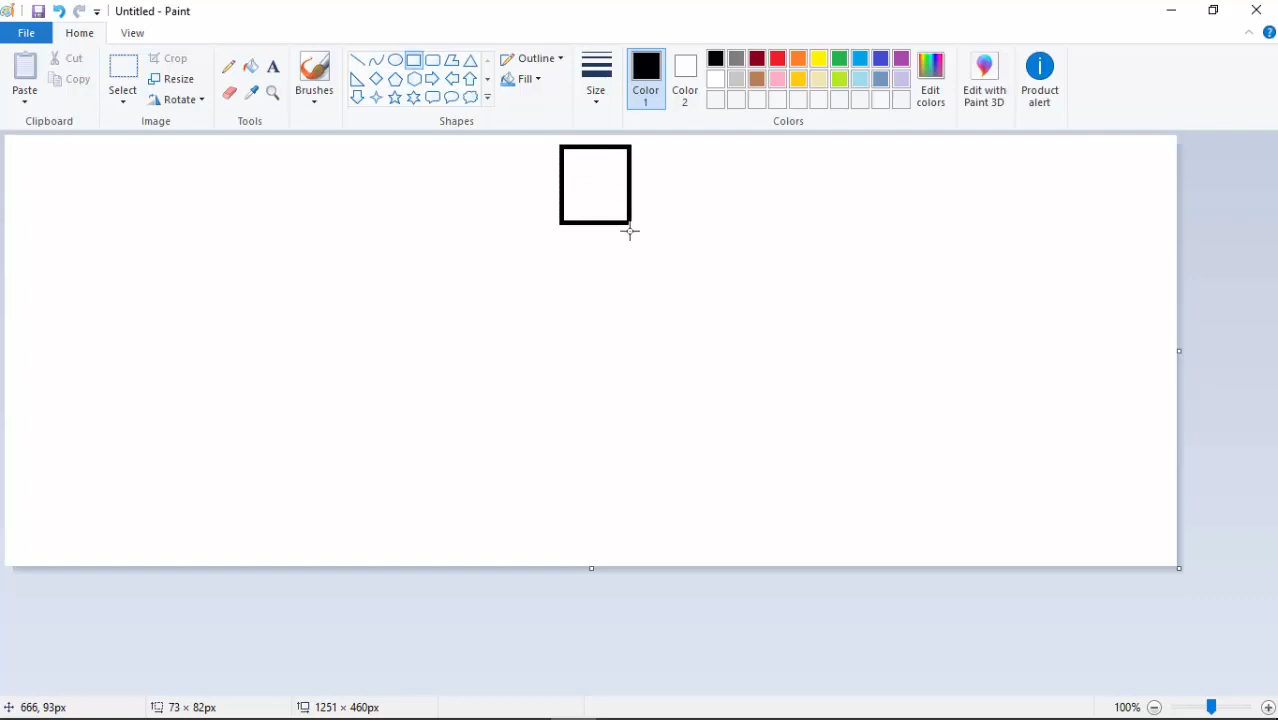 Untitled - Paint
File Home View
Paste
Cut
Copy
Clipboard
Select
Crop
Resize
Rotate
Image
A
Tools
Brushes
Shapes
Outline
Fill
Size
Color 1
Color 2
Edit colors
Colors
Edit with Paint 3D
Product alert
666, 93px
73 × 82px
1251 × 460px
100%